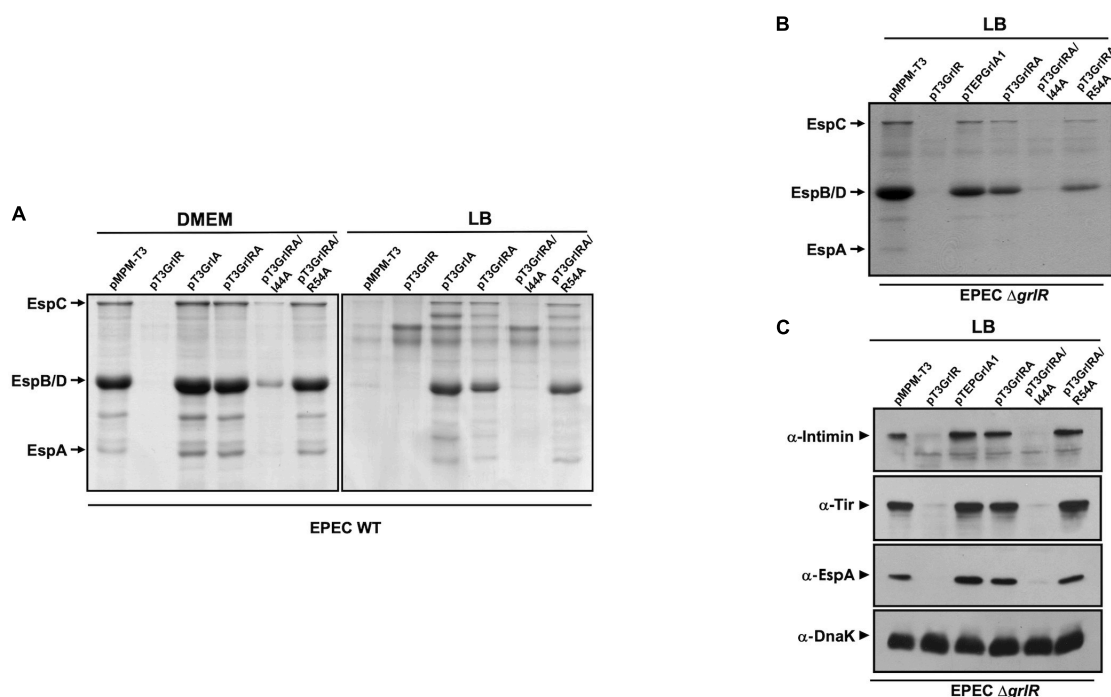 A
DMEM
LB
pMPM-T3
pT3GrlR
pT3GrlA
pT3GrlRA
pT3GrlRA/
I44A
pT3GrlRA/
R54A
pMPM-T3
pT3GrlR
pT3GrlA
pT3GrlRA
pT3GrlRA/
I44A
pT3GrlRA/
R54A
EspC
EspB/D
EspA
EPEC WT
B
LB
pMPM-T3
pT3GrlR
pTEPGrlA1
pT3GrlRA
pT3GrlRA/
I44A
pT3GrlRA/
R54A
EspC
EspB/D
EspA
EPEC ΔgrlR
C
LB
pMPM-T3
pT3GrlR
pTEPGrlA1
pT3GrlRA
pT3GrlRA/
I44A
pT3GrlRA/
R54A
α-Intimin
α-Tir
α-EspA
α-DnaK
EPEC ΔgrlR